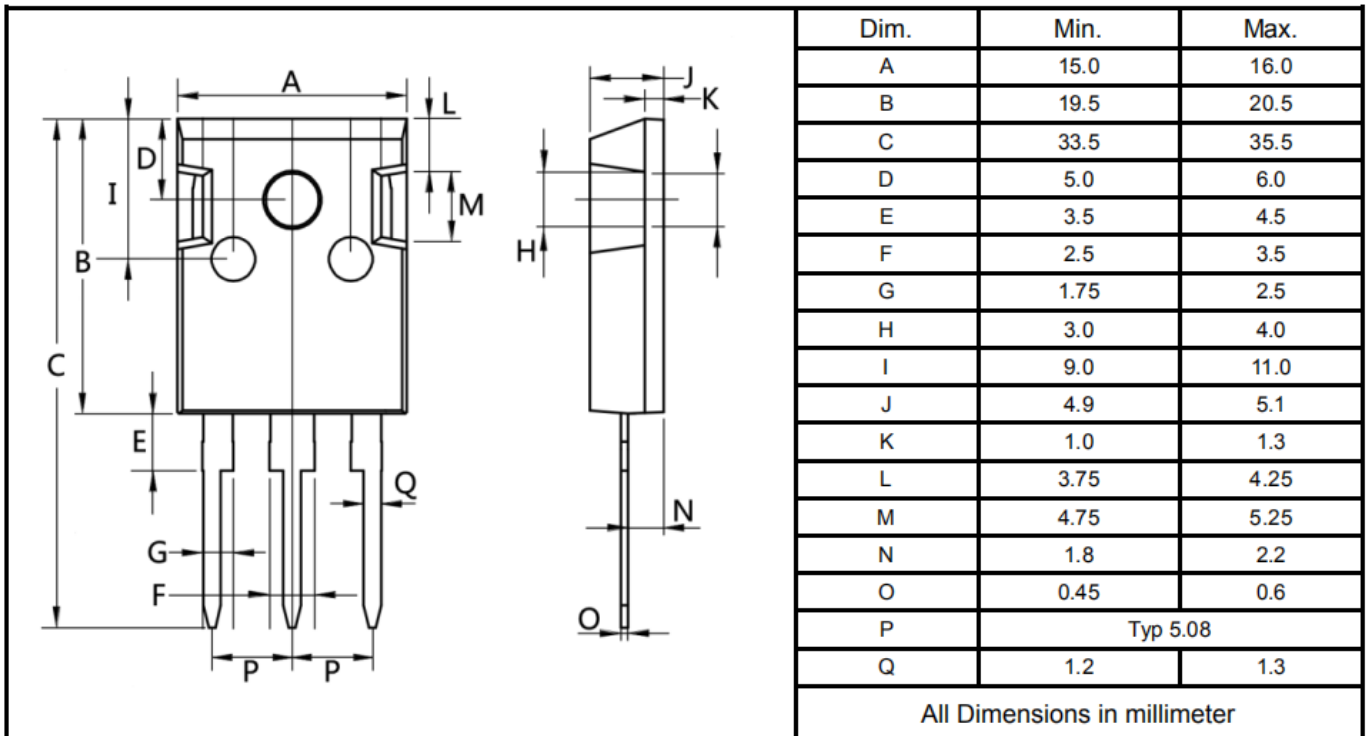 A
L
D
I
M
B
C
E
Q
G
F
P P
J
K
H
N
O
Dim. Min. Max.
A 15.0 16.0
B 19.5 20.5
C 33.5 35.5
D 5.0 6.0
E 3.5 4.5
F 2.5 3.5
G 1.75 2.5
H 3.0 4.0
I 9.0 11.0
J 4.9 5.1
K 1.0 1.3
L 3.75 4.25
M 4.75 5.25
N 1.8 2.2
O 0.45 0.6
P Typ 5.08
Q 1.2 1.3
All Dimensions in millimeter